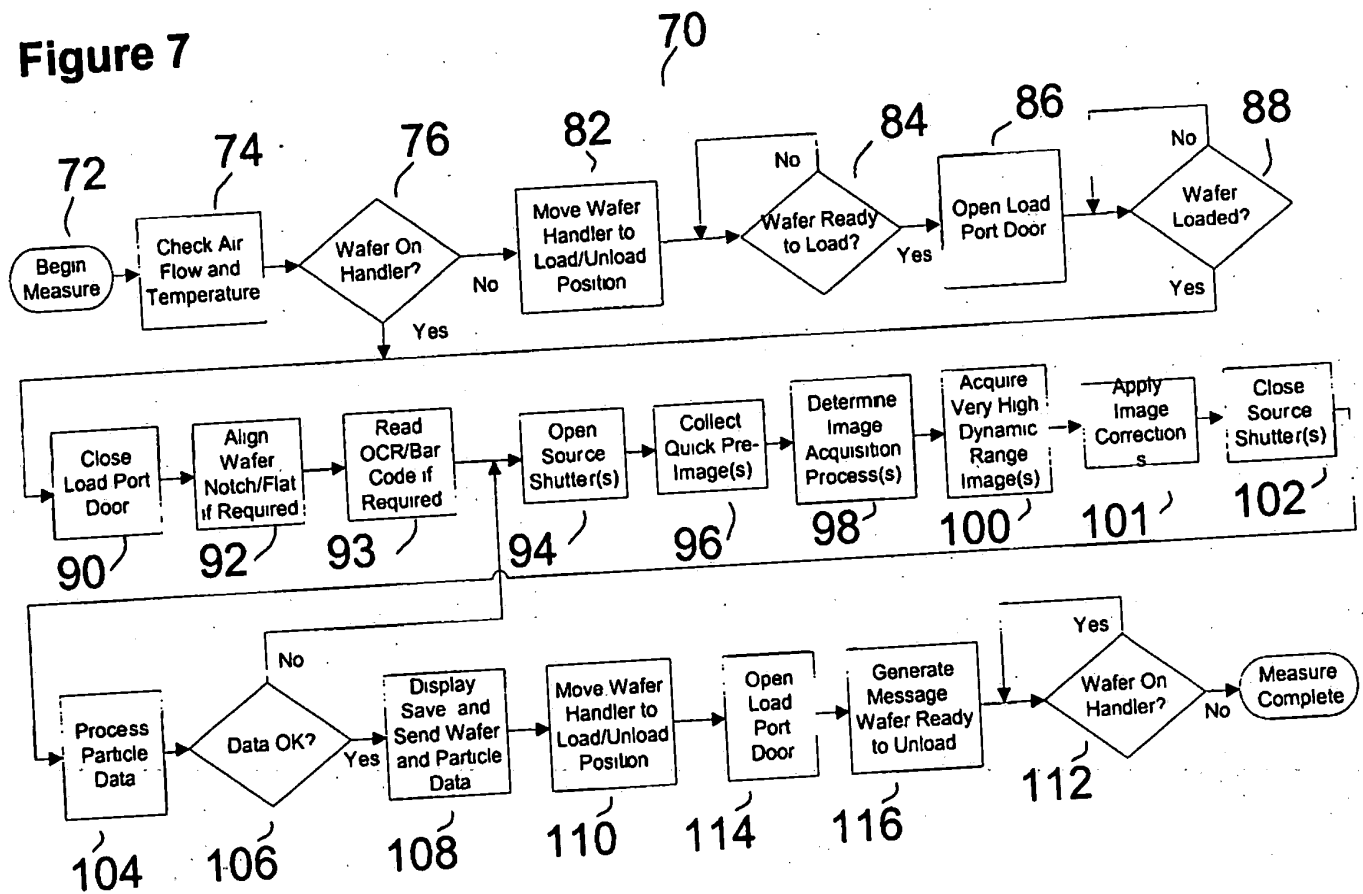 Figure 7
70
72
74
76
82
84
86
88
Begin
Measure
Check Air
Flow and
Temperature
Wafer On
Handler?
No
Yes
Move Wafer
Handler to
Load/Unload
Position
No
Wafer Ready
to Load?
Yes
Open Load
Port Door
No
Wafer
Loaded?
Yes
Close
Load Port
Door
Align
Wafer
Notch/Flat
if Required
Read
OCR/Bar
Code if
Required
Open
Source
Shutter(s)
Collect
Quick Pre-
Image(s)
Determine
Image
Acquisition
Process(s)
Acquire
Very High
Dynamic
Range
Image(s)
Apply
Image
Correction
s
Close
Source
Shutter(s)
90
92
93
94
96
98
100
101
102
Process
Particle
Data
No
Data OK?
Yes
Display
Save and
Send Wafer
and Particle
Data
Move Wafer
Handler to
Load/Unload
Position
Open
Load
Port
Door
Generate
Message
Wafer Ready
to Unload
Yes
Wafer On
Handler?
No
Measure
Complete
104
106
108
110
114
116
112